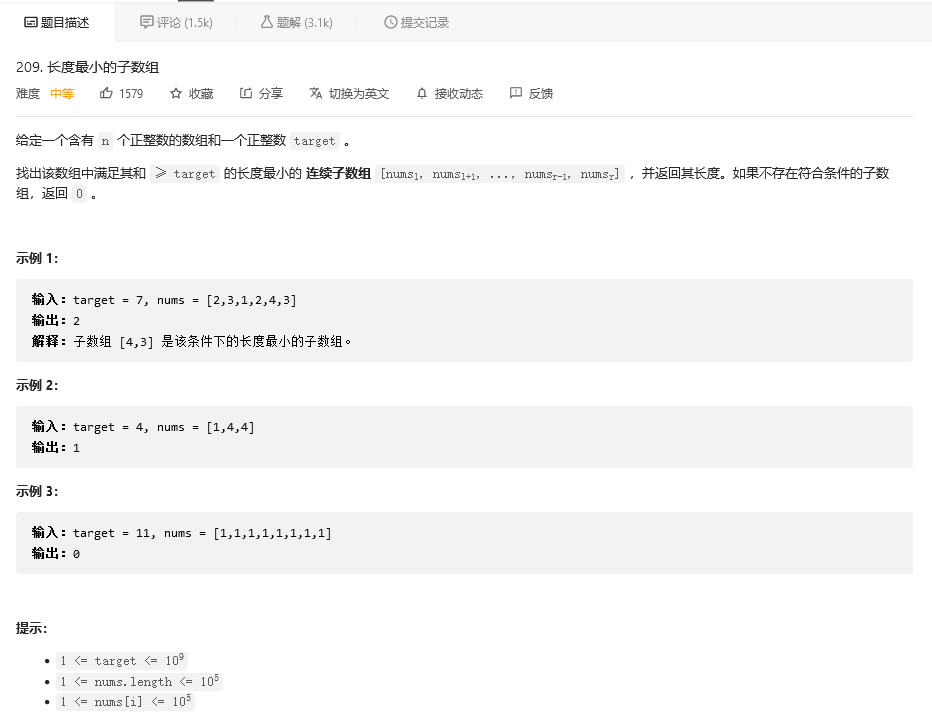 题目描述 评论 (1.5k) 题解 (3.1k) 提交记录
209. 长度最小的子数组
难度 中等 1579 收藏 分享 切换为英文 接收动态 反馈
给定一个含有 n 个正整数的数组和一个正整数 target 。
找出该数组中满足其和 ≥ target 的长度最小的 连续子数组 [numsl, numsl+1, ..., numsr-1, numsr] ，并返回其长度。如果不存在符合条件的子数
组，返回 0 。
示例 1：
输入：target = 7, nums = [2,3,1,2,4,3]
输出：2
解释：子数组 [4,3] 是该条件下的长度最小的子数组。
示例 2：
输入：target = 4, nums = [1,4,4]
输出：1
示例 3：
输入：target = 11, nums = [1,1,1,1,1,1,1,1]
输出：0
提示：
• 1 <= target <= 10⁹
• 1 <= nums.length <= 10⁵
• 1 <= nums[i] <= 10⁵